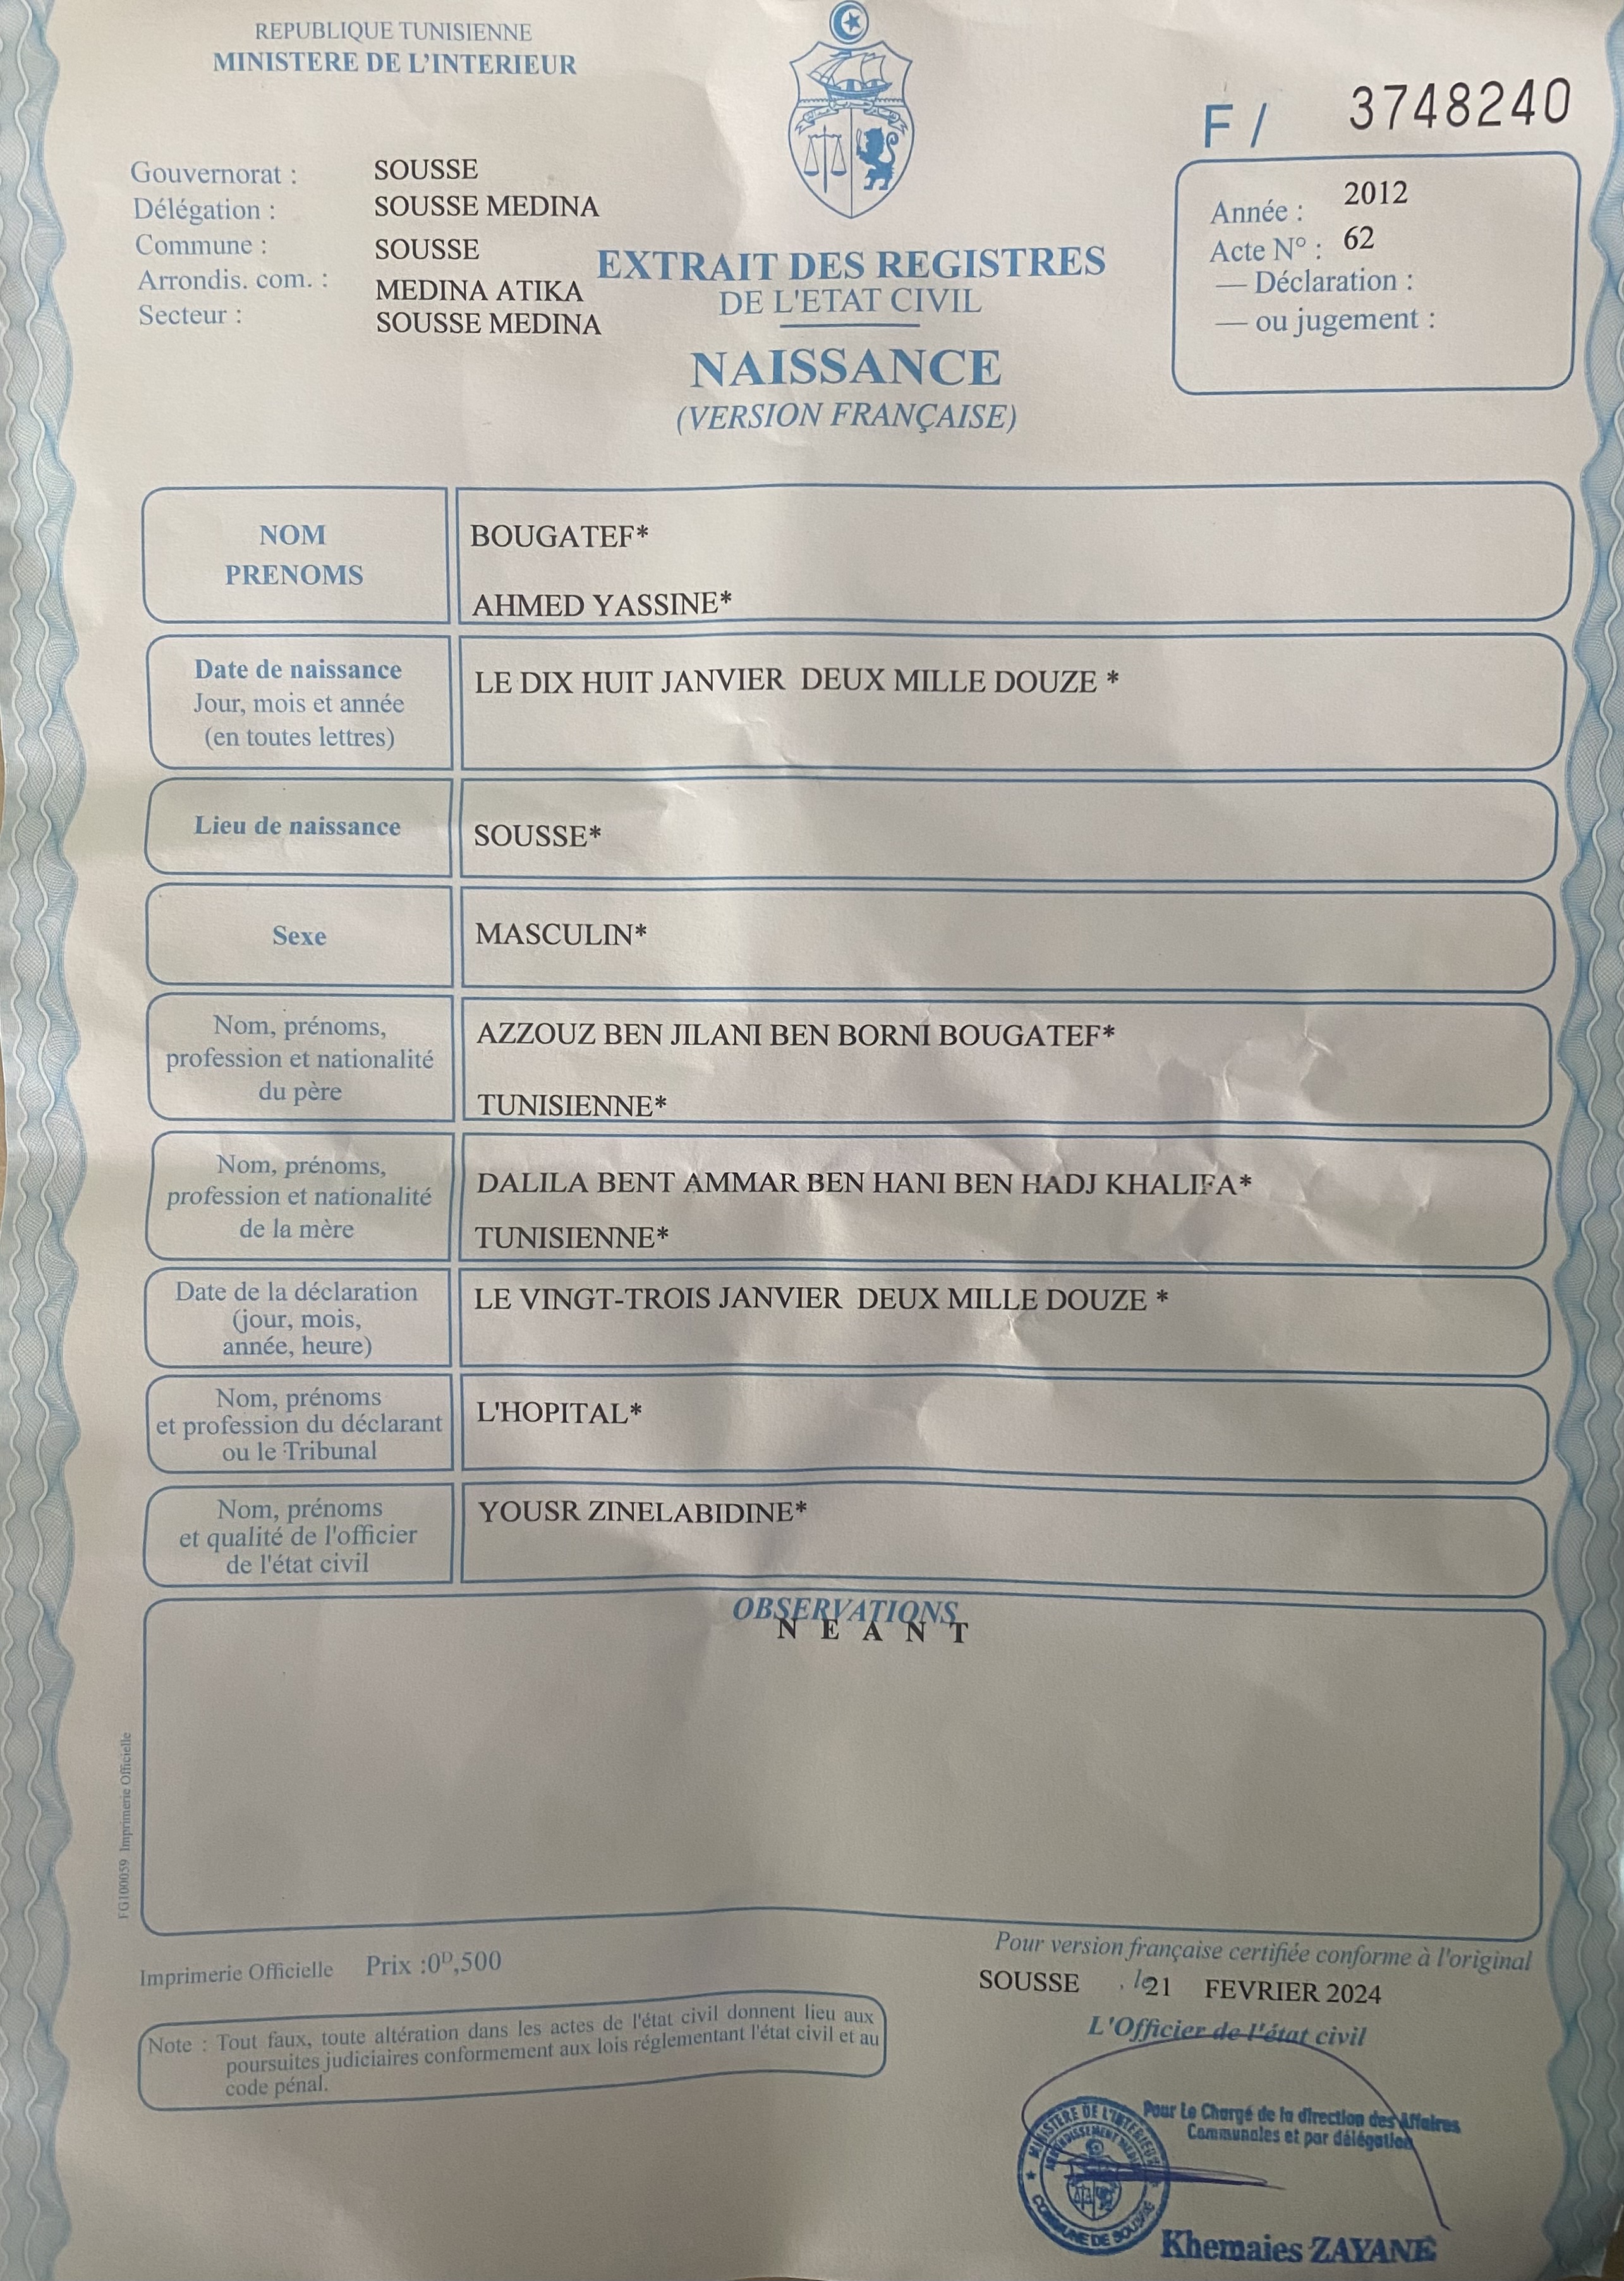 REPUBLIQUE TUNISIENNE
MINISTERE DE L'INTERIEUR
F / 3748240
Gouvernorat : SOUSSE
Délégation : SOUSSE MEDINA
Commune : SOUSSE
Arrondis. com. : MEDINA ATIKA
Secteur : SOUSSE MEDINA
EXTRAIT DES REGISTRES
DE L'ETAT CIVIL
NAISSANCE
(VERSION FRANÇAISE)
Année : 2012
Acte N° : 62
— Déclaration :
— ou jugement :
NOM
PRENOMS
BOUGATEF*
AHMED YASSINE*
Date de naissance
Jour, mois et année
(en toutes lettres)
LE DIX HUIT JANVIER DEUX MILLE DOUZE *
Lieu de naissance
SOUSSE*
Sexe
MASCULIN*
Nom, prénoms,
profession et nationalité
du père
AZZOUZ BEN JILANI BEN BORNI BOUGATEF*
TUNISIENNE*
Nom, prénoms,
profession et nationalité
de la mère
DALILA BENT AMMAR BEN HANI BEN HADJ KHALIFA*
TUNISIENNE*
Date de la déclaration
(jour, mois,
année, heure)
LE VINGT-TROIS JANVIER DEUX MILLE DOUZE *
Nom, prénoms
et profession du déclarant
ou le Tribunal
L'HOPITAL*
Nom, prénoms
et qualité de l'officier
de l'état civil
YOUSR ZINELABIDINE*
OBSERVATIONS
N E A N T
FG100059 Imprimerie Officielle
Imprimerie Officielle Prix :0D,500
Note : Tout faux, toute altération dans les actes de l'état civil donnent lieu aux
poursuites judiciaires conformement aux lois réglementant l'état civil et au
code pénal.
Pour version française certifiée conforme à l'original
SOUSSE , le 21 FEVRIER 2024
L'Officier de l'état civil
Pour Le Chargé de la direction des Affaires
Communales et par délégation
MINISTERE DE L'INTERIEUR
COMMUNE DE SOUSSE
Khemaies ZAYANE